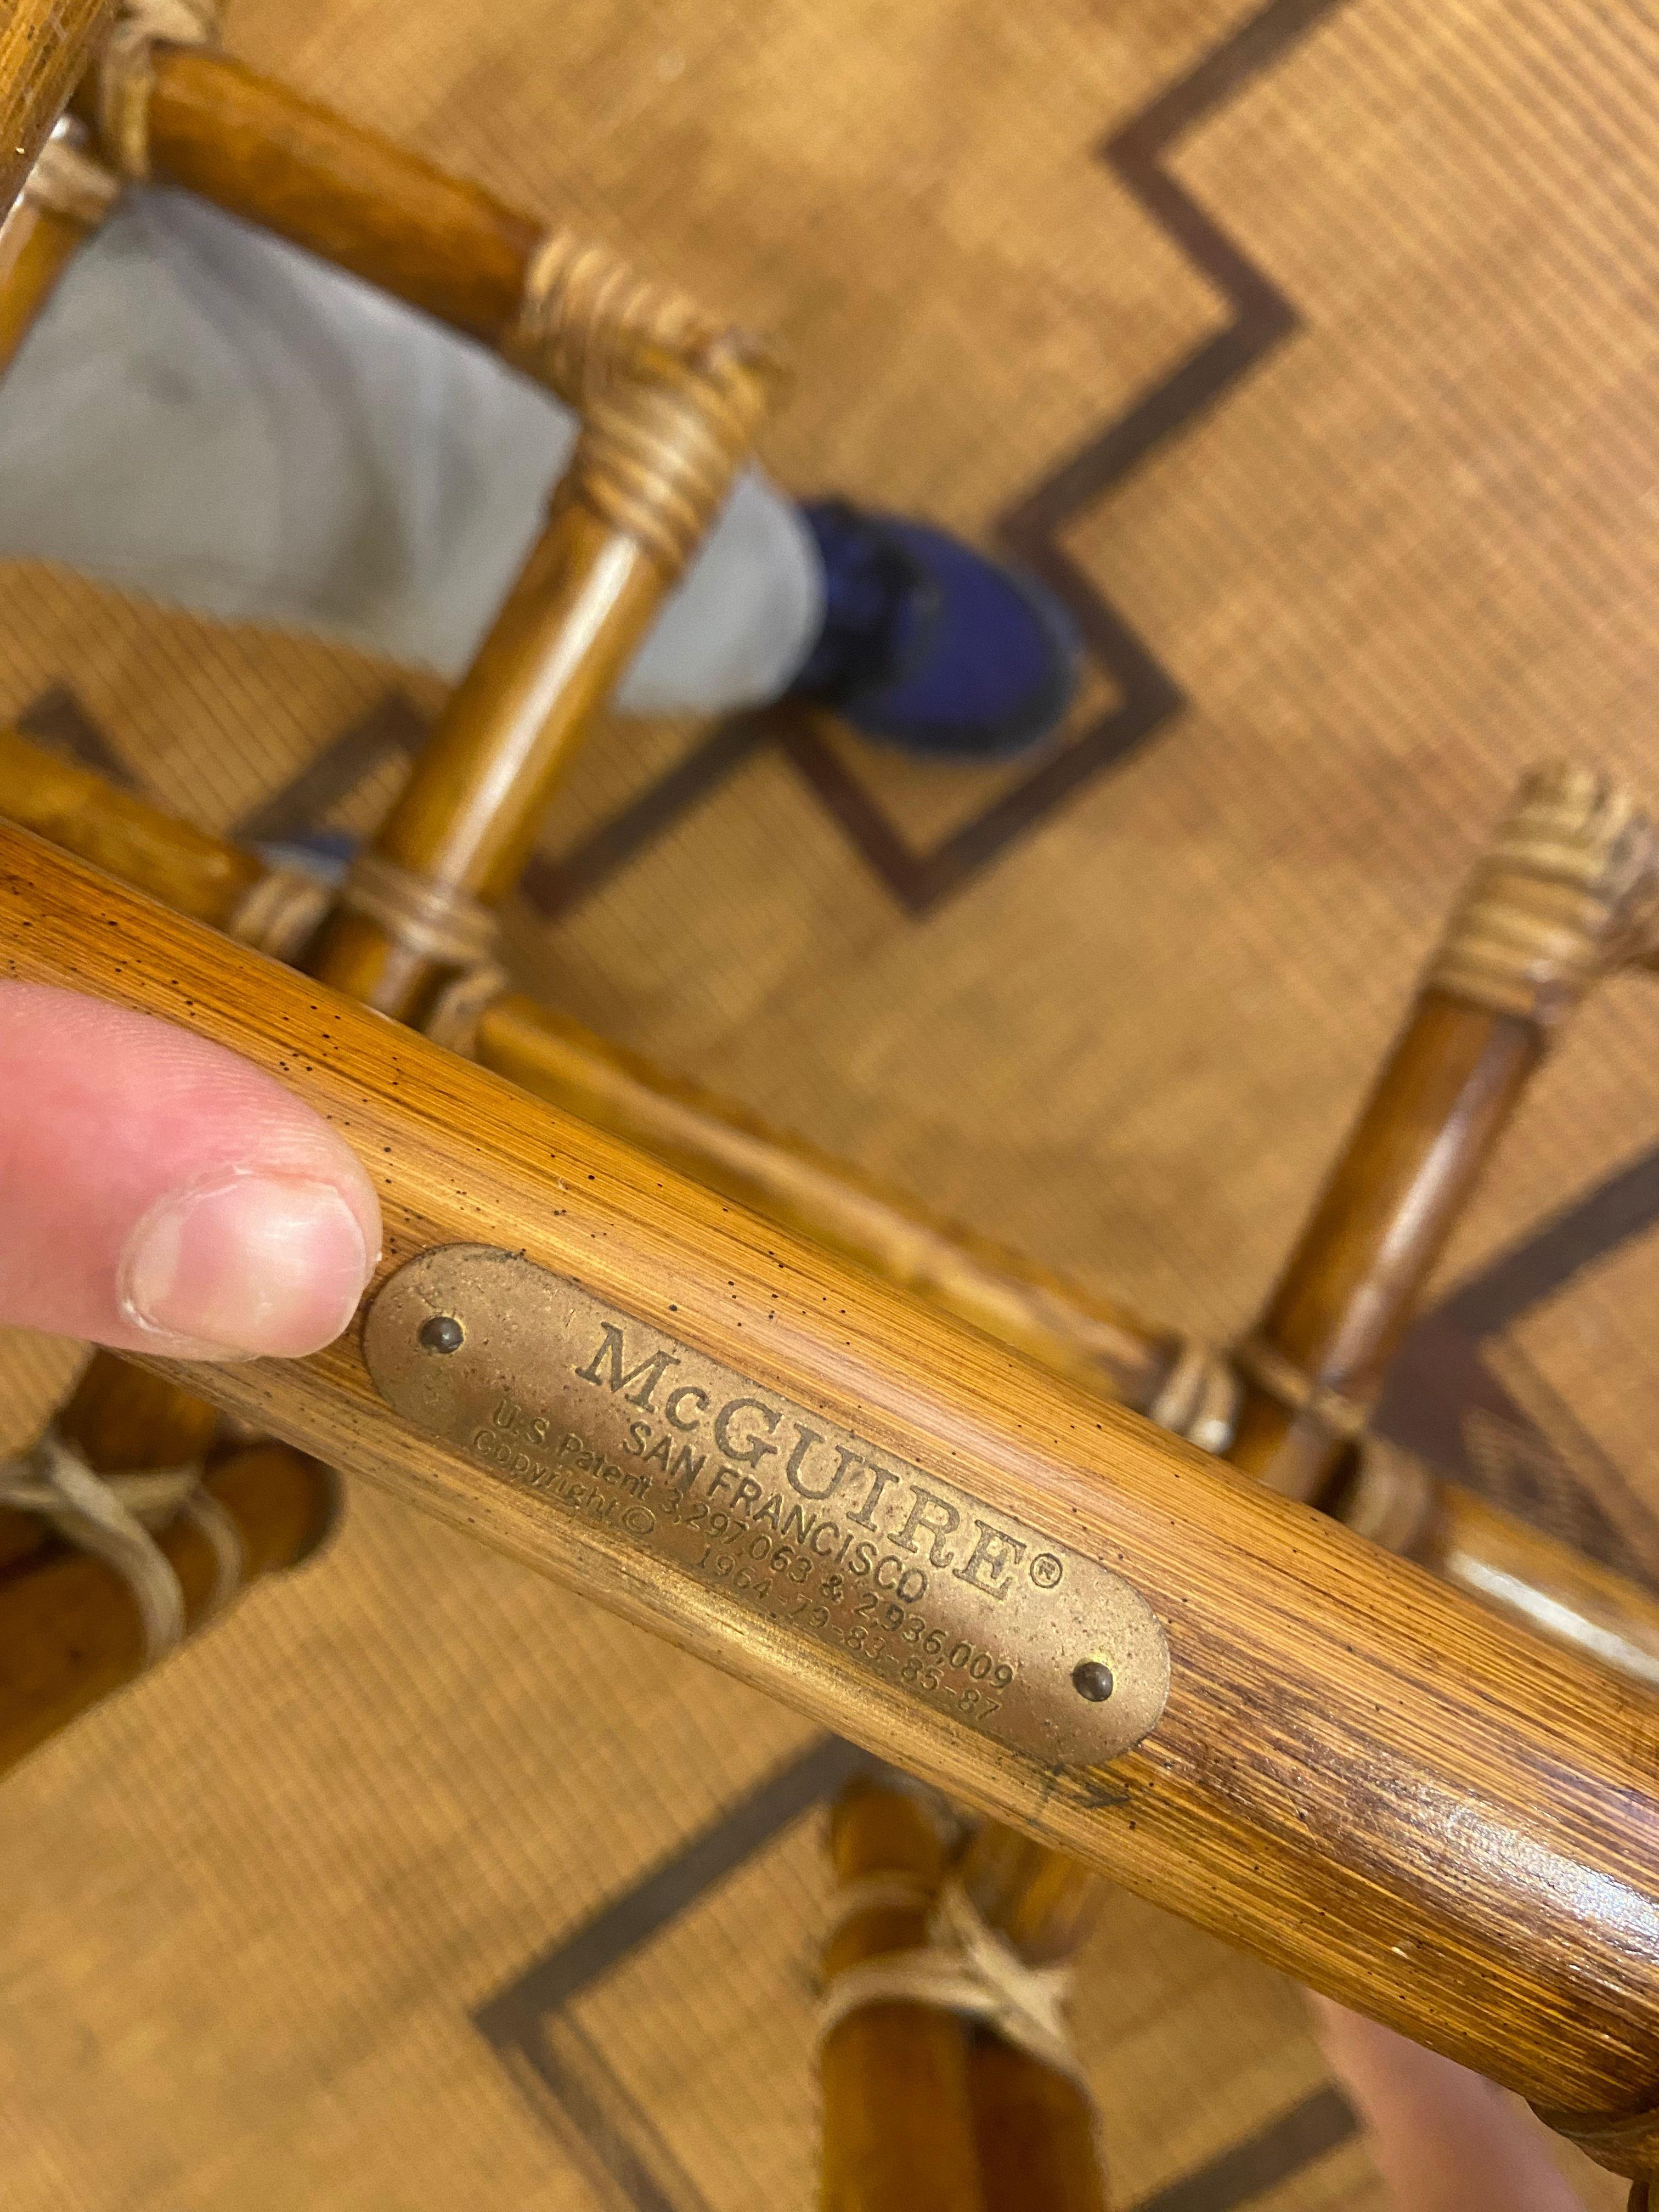 McGUIRE®
SAN FRANCISCO
U.S. Patent 3,297,063 & 2,936,009
Copyright © 1964-79-83-85-87